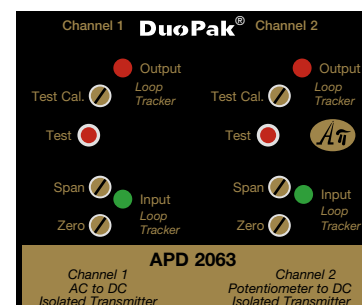 Channel 1 DuoPak® Channel 2
Output Output
Test Cal. Loop Tracker Test Cal. Loop Tracker
Test Test Aπ
Span Span
Input Input
Loop Loop
Zero Tracker Zero Tracker
APD 2063
Channel 1 Channel 2
AC to DC Potentiometer to DC
Isolated Transmitter Isolated Transmitter